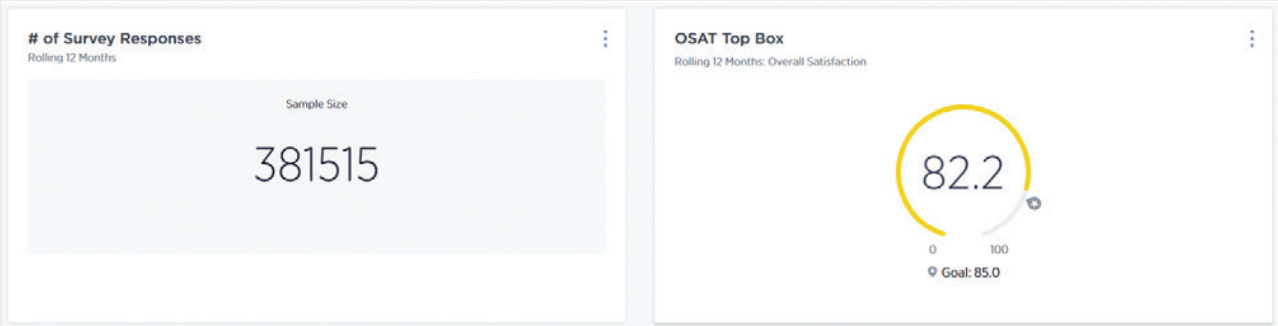 # of Survey Responses
Rolling 12 Months
Sample Size
381515
OSAT Top Box
Rolling 12 Months: Overall Satisfaction
82.2
0 100
Goal: 85.0